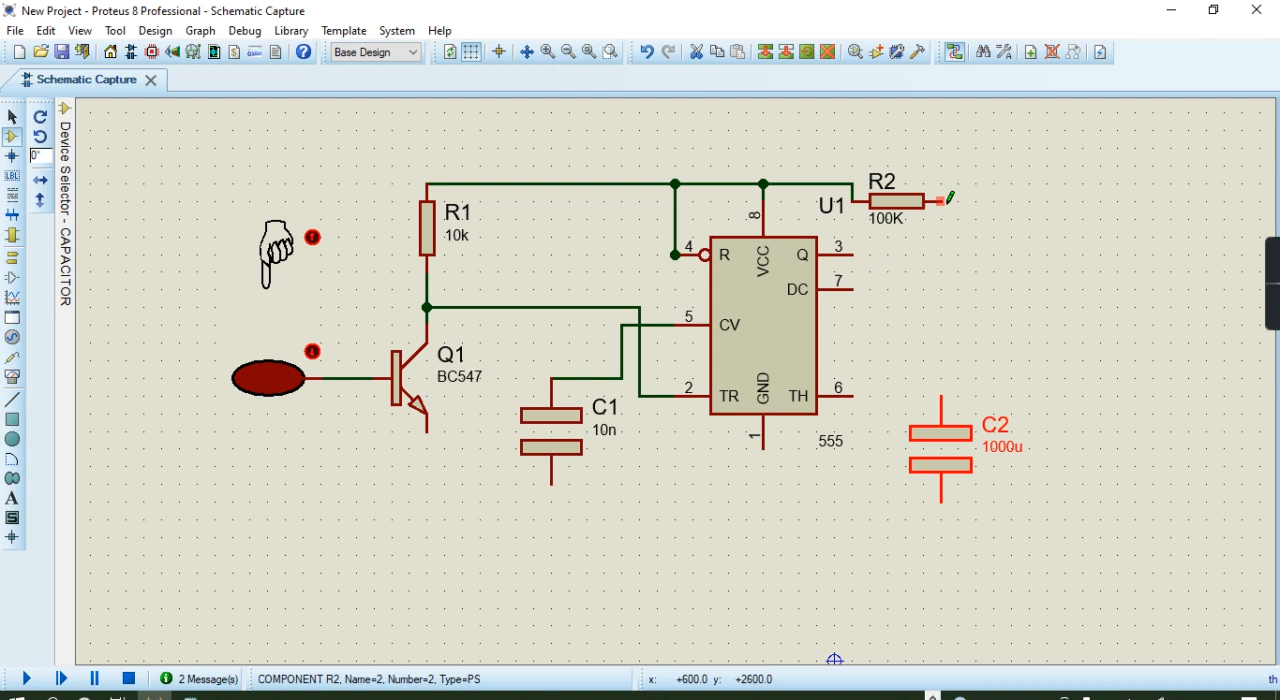 New Project - Proteus 8 Professional - Schematic Capture
File Edit View Tool Design Graph Debug Library Template System Help
Base Design
Schematic Capture
0°
LBL
Device Selector - CAPACITOR
A
S
R1
10k
R2
100K
U1
8
4
R
VCC
Q
3
DC
7
5
CV
Q1
BC547
2
TR
GND
TH
6
C1
10n
1
555
C2
1000u
2 Message(s)
COMPONENT R2, Name=2, Number=2, Type=PS
x: +600.0 y: +2600.0
th